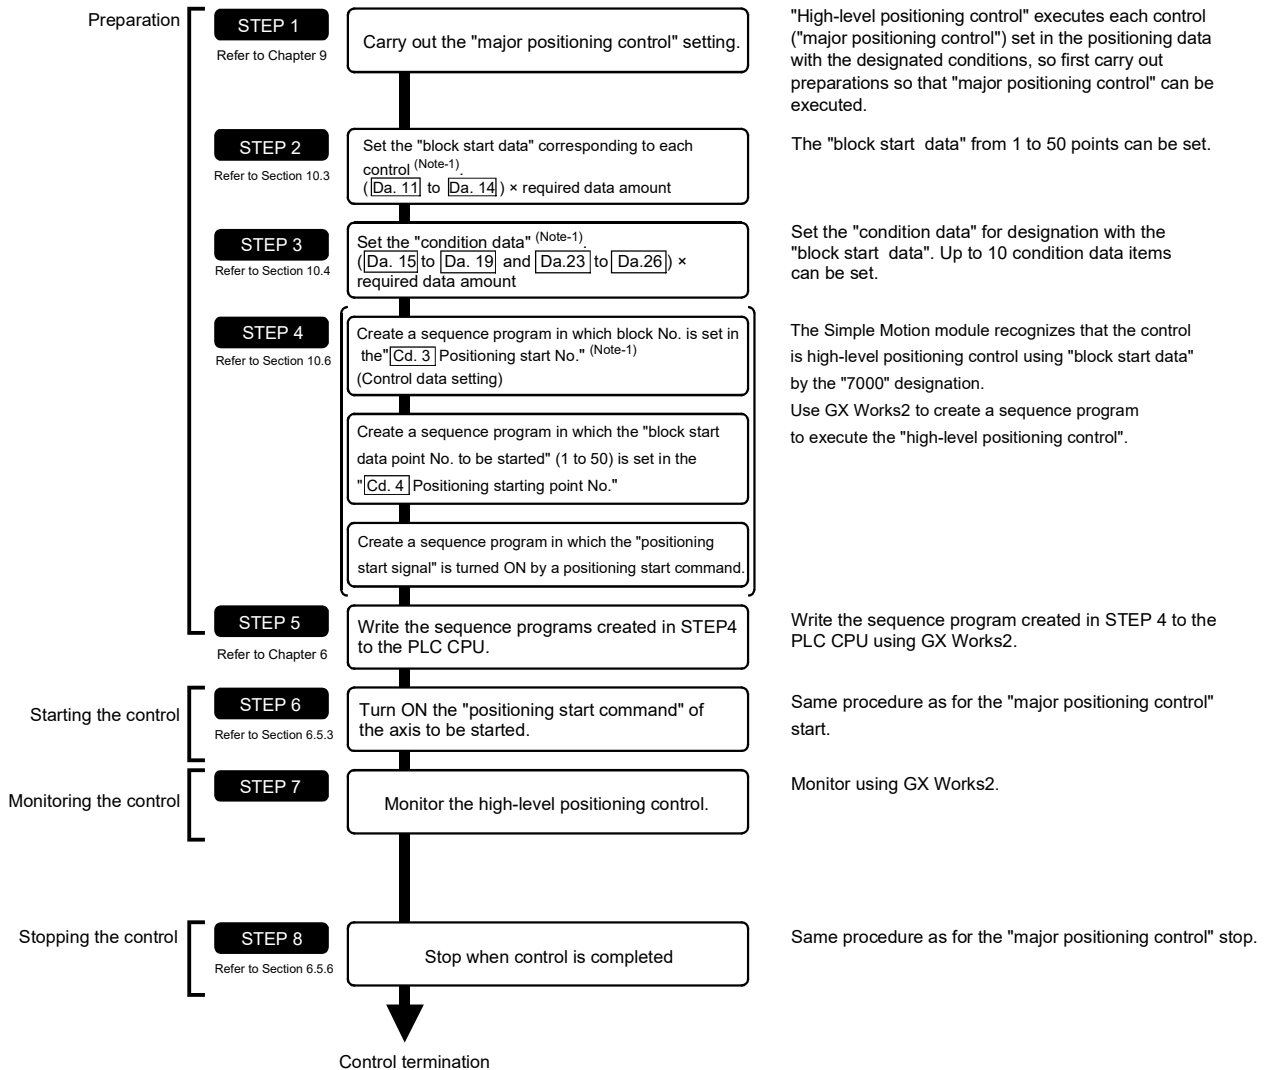 Preparation
STEP 1
Refer to Chapter 9
Carry out the "major positioning control" setting.
"High-level positioning control" executes each control
("major positioning control") set in the positioning data
with the designated conditions, so first carry out
preparations so that "major positioning control" can be
executed.
STEP 2
Refer to Section 10.3
Set the "block start data" corresponding to each
control (Note-1).
( Da. 11 to Da. 14 ) × required data amount
The "block start data" from 1 to 50 points can be set.
STEP 3
Refer to Section 10.4
Set the "condition data" (Note-1).
( Da. 15 to Da. 19 and Da.23 to Da.26 ) ×
required data amount
Set the "condition data" for designation with the
"block start data". Up to 10 condition data items
can be set.
STEP 4
Refer to Section 10.6
Create a sequence program in which block No. is set in
the" Cd. 3 Positioning start No." (Note-1)
(Control data setting)
Create a sequence program in which the "block start
data point No. to be started" (1 to 50) is set in the
" Cd. 4 Positioning starting point No."
Create a sequence program in which the "positioning
start signal" is turned ON by a positioning start command.
The Simple Motion module recognizes that the control
is high-level positioning control using "block start data"
by the "7000" designation.
Use GX Works2 to create a sequence program
to execute the "high-level positioning control".
STEP 5
Refer to Chapter 6
Write the sequence programs created in STEP4
to the PLC CPU.
Write the sequence program created in STEP 4 to the
PLC CPU using GX Works2.
Starting the control
STEP 6
Refer to Section 6.5.3
Turn ON the "positioning start command" of
the axis to be started.
Same procedure as for the "major positioning control"
start.
Monitoring the control
STEP 7
Monitor the high-level positioning control.
Monitor using GX Works2.
Stopping the control
STEP 8
Refer to Section 6.5.6
Stop when control is completed
Same procedure as for the "major positioning control" stop.
Control termination